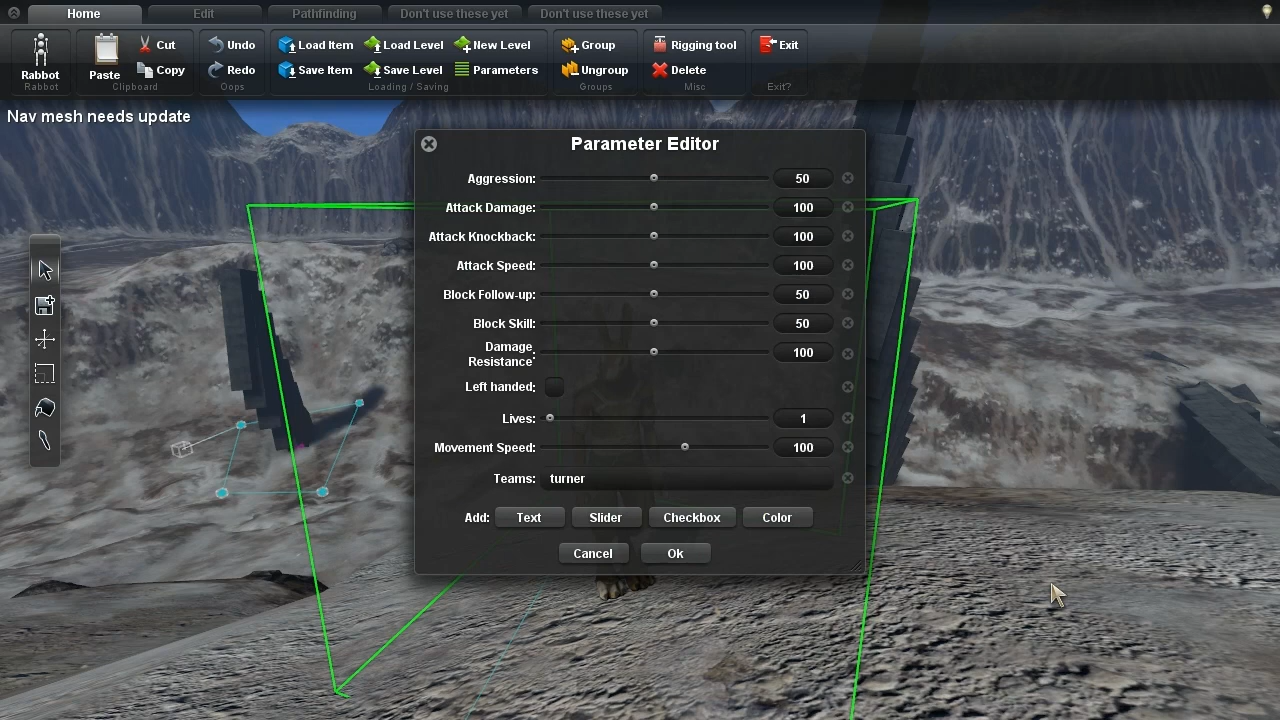 Home Edit Pathfinding Don't use these yet Don't use these yet
Cut Undo Load Item Load Level New Level Group Rigging tool Exit
Rabbot Paste Copy Redo Save Item Save Level Parameters Ungroup Delete
Rabbot Clipboard Oops Loading / Saving Groups Misc Exit?
Nav mesh needs update
Parameter Editor
Aggression: 50
Attack Damage: 100
Attack Knockback: 100
Attack Speed: 100
Block Follow-up: 50
Block Skill: 50
Damage
Resistance: 100
Left handed:
Lives: 1
Movement Speed: 100
Teams: turner
Add: Text Slider Checkbox Color
Cancel Ok